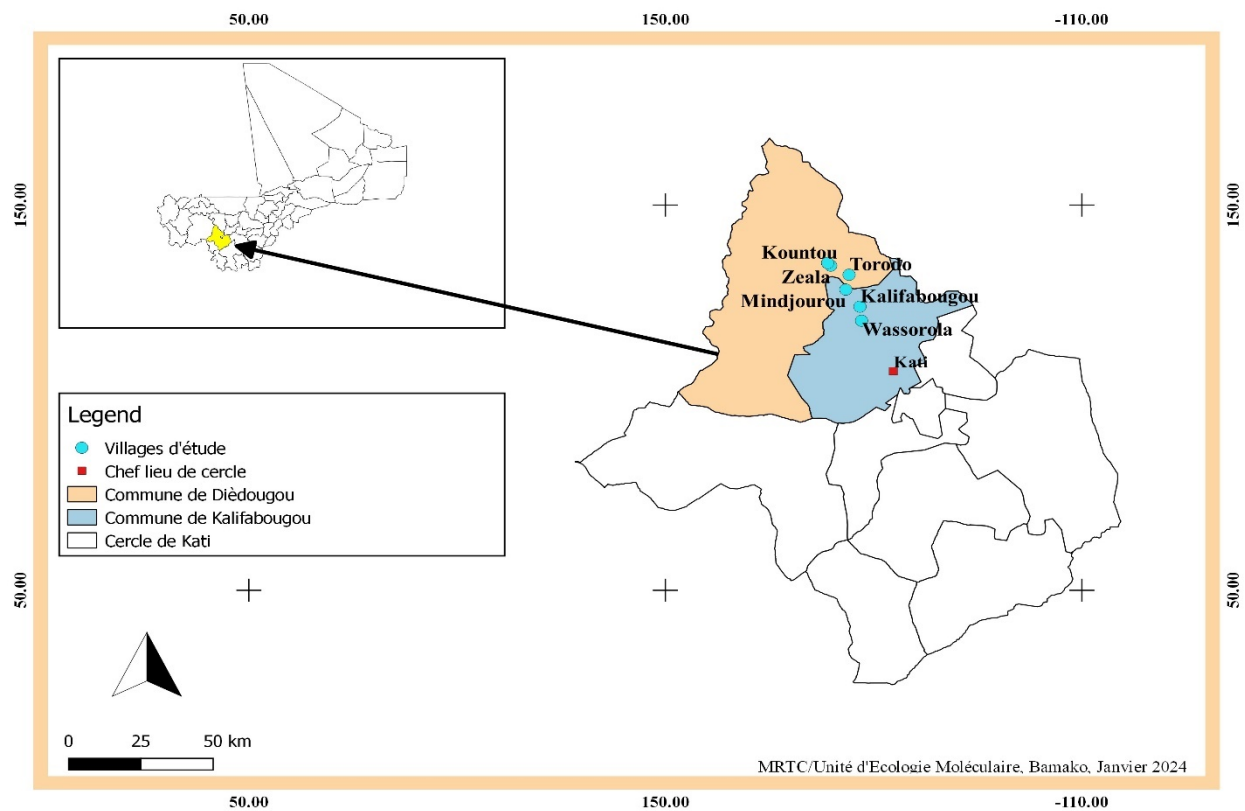 50.00
150.00
-110.00
150.00
150.00
Kountou
Torodo
Zeala
Mindjourou
Kalifabougou
Wassorola
Kati
Legend
Villages d'étude
Chef lieu de cercle
Commune de Dièdougou
Commune de Kalifabougou
Cercle de Kati
50.00
50.00
0 25 50 km
MRTC/Unité d'Ecologie Moléculaire, Bamako, Janvier 2024
50.00
150.00
-110.00